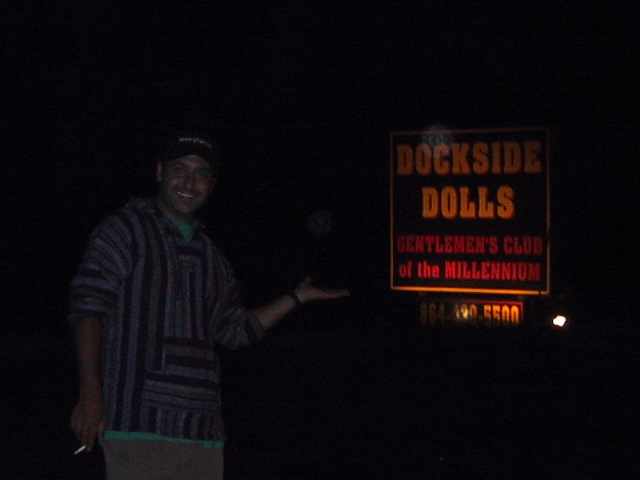 DOCKSIDE
DOLLS
GENTLEMEN'S CLUB
of the MILLENNIUM